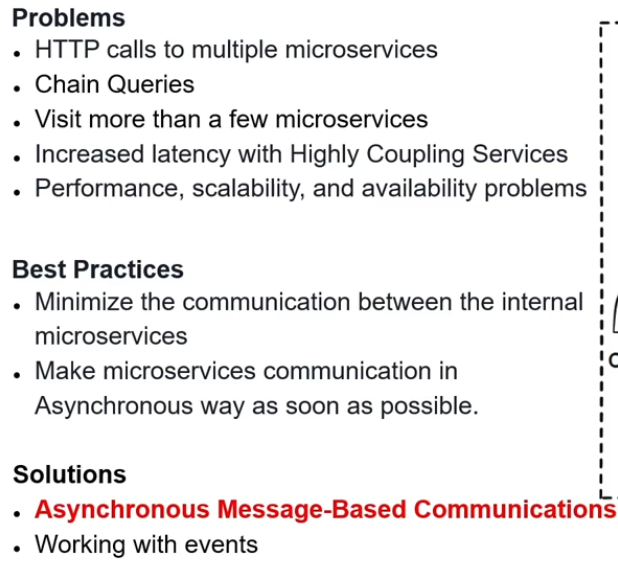 Problems
• HTTP calls to multiple microservices
• Chain Queries
• Visit more than a few microservices
• Increased latency with Highly Coupling Services
• Performance, scalability, and availability problems
Best Practices
• Minimize the communication between the internal
microservices
• Make microservices communication in
Asynchronous way as soon as possible.
Solutions
• Asynchronous Message-Based Communications
• Working with events